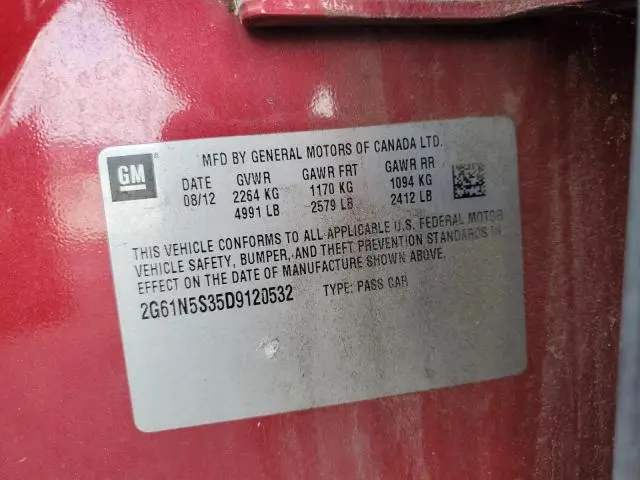 GM
MFD BY GENERAL MOTORS OF CANADA LTD.
DATE GVWR GAWR FRT GAWR RR
08/12 2264 KG 1170 KG 1094 KG
4991 LB 2579 LB 2412 LB
THIS VEHICLE CONFORMS TO ALL APPLICABLE U.S. FEDERAL MOTOR
VEHICLE SAFETY, BUMPER, AND THEFT PREVENTION STANDARDS IN
EFFECT ON THE DATE OF MANUFACTURE SHOWN ABOVE.
2G61N5S35D9120532 TYPE: PASS CAR